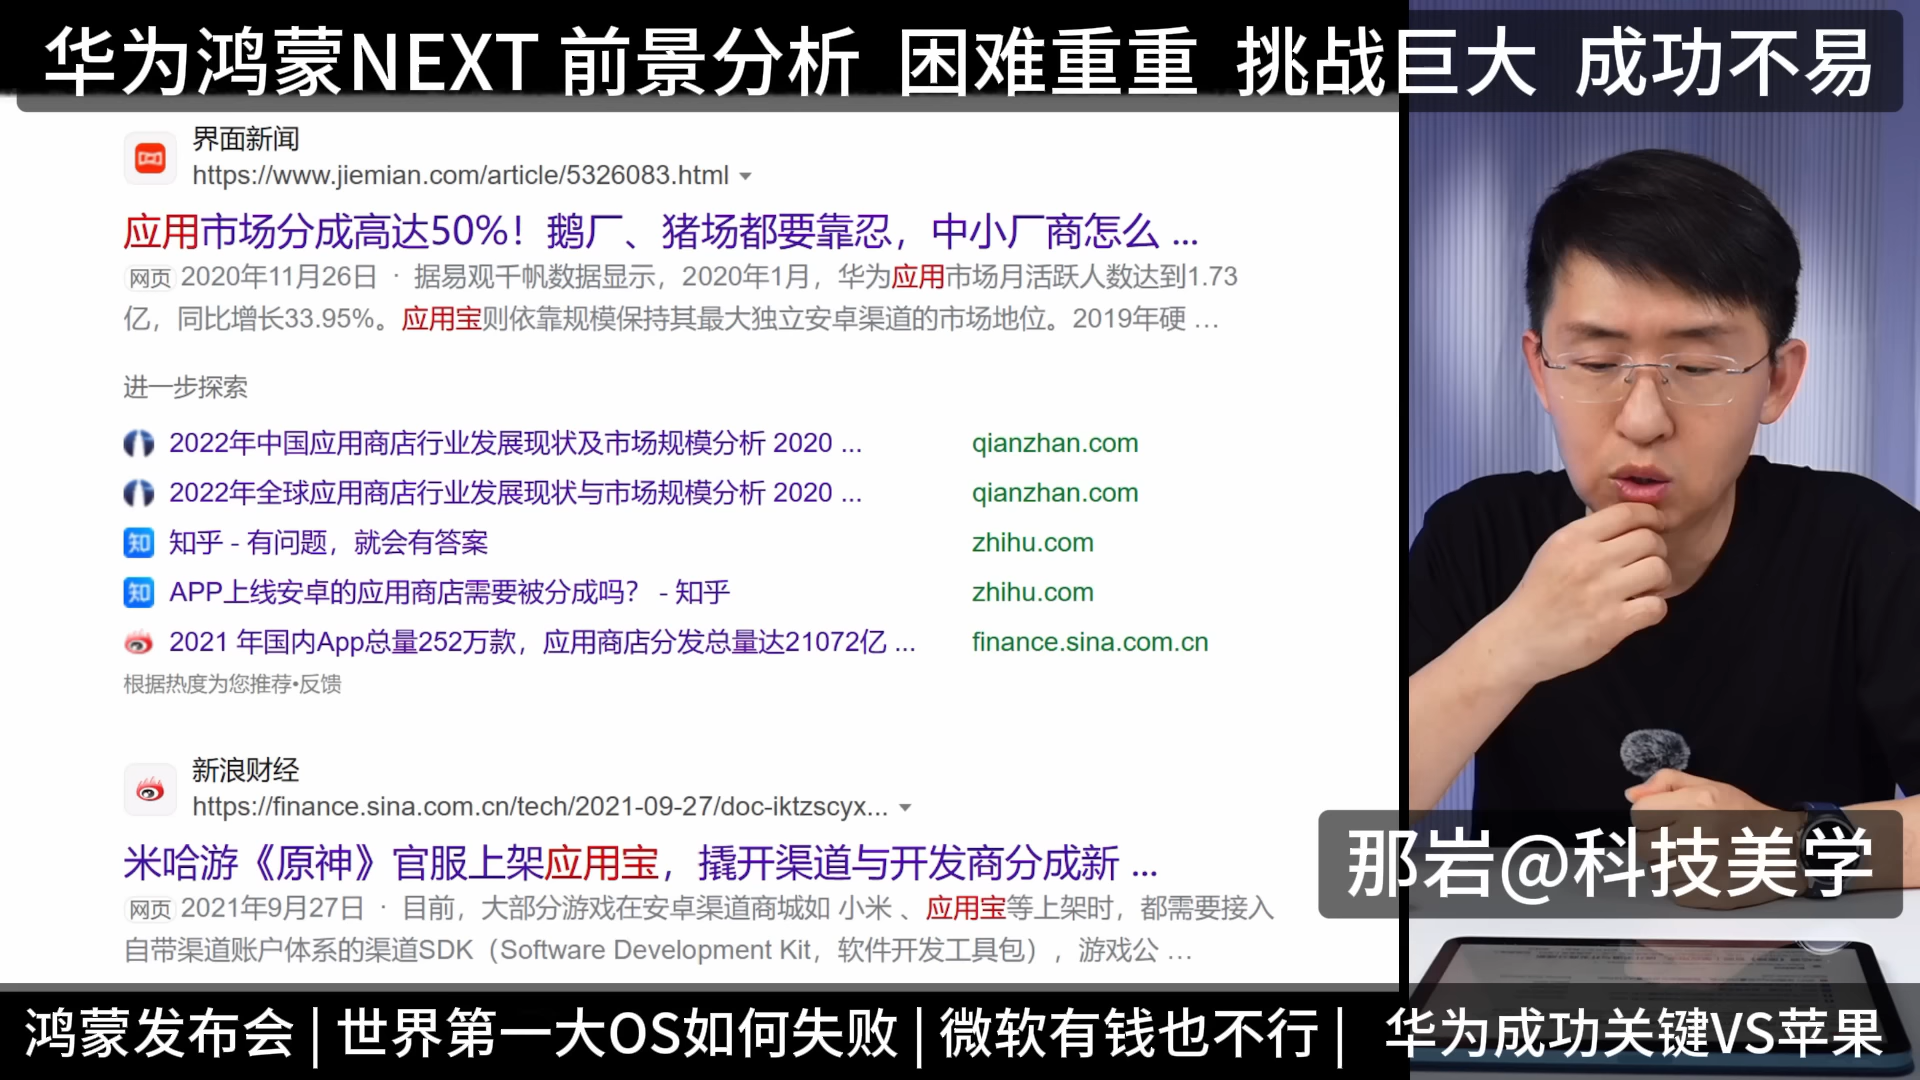 华为鸿蒙NEXT 前景分析 困难重重 挑战巨大 成功不易
界面新闻
https://www.jiemian.com/article/5326083.html
应用市场分成高达50%！鹅厂、猪场都要靠忍，中小厂商怎么 ...
网页 2020年11月26日 · 据易观千帆数据显示，2020年1月，华为应用市场月活跃人数达到1.73
亿，同比增长33.95%。应用宝则依靠规模保持其最大独立安卓渠道的市场地位。2019年硬 ...
进一步探索
2022年中国应用商店行业发展现状及市场规模分析 2020 ... qianzhan.com
2022年全球应用商店行业发展现状与市场规模分析 2020 ... qianzhan.com
知 知乎 - 有问题，就会有答案 zhihu.com
知 APP上线安卓的应用商店需要被分成吗？ - 知乎 zhihu.com
2021 年国内App总量252万款，应用商店分发总量达21072亿 ... finance.sina.com.cn
根据热度为您推荐•反馈
新浪财经
https://finance.sina.com.cn/tech/2021-09-27/doc-iktzscyx...
米哈游《原神》官服上架应用宝，撬开渠道与开发商分成新 ...
网页 2021年9月27日 · 目前，大部分游戏在安卓渠道商城如 小米 、应用宝等上架时，都需要接入
自带渠道账户体系的渠道SDK（Software Development Kit，软件开发工具包），游戏公 ...
那岩@科技美学
鸿蒙发布会 | 世界第一大OS如何失败 | 微软有钱也不行 | 华为成功关键VS苹果